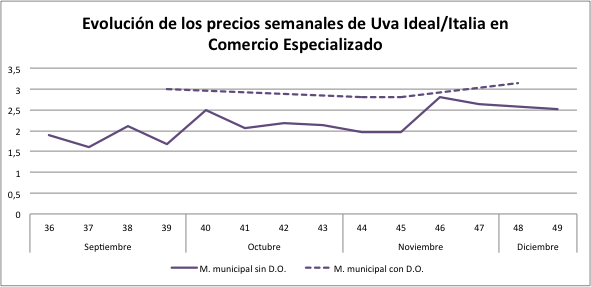 Evolución de los precios semanales de Uva Ideal/Italia en
Comercio Especializado
3,5
3
2,5
2
1,5
1
0,5
0
36 37 38 39 40 41 42 43 44 45 46 47 48 49
Septiembre Octubre Noviembre Diciembre
M. municipal sin D.O. M. municipal con D.O.